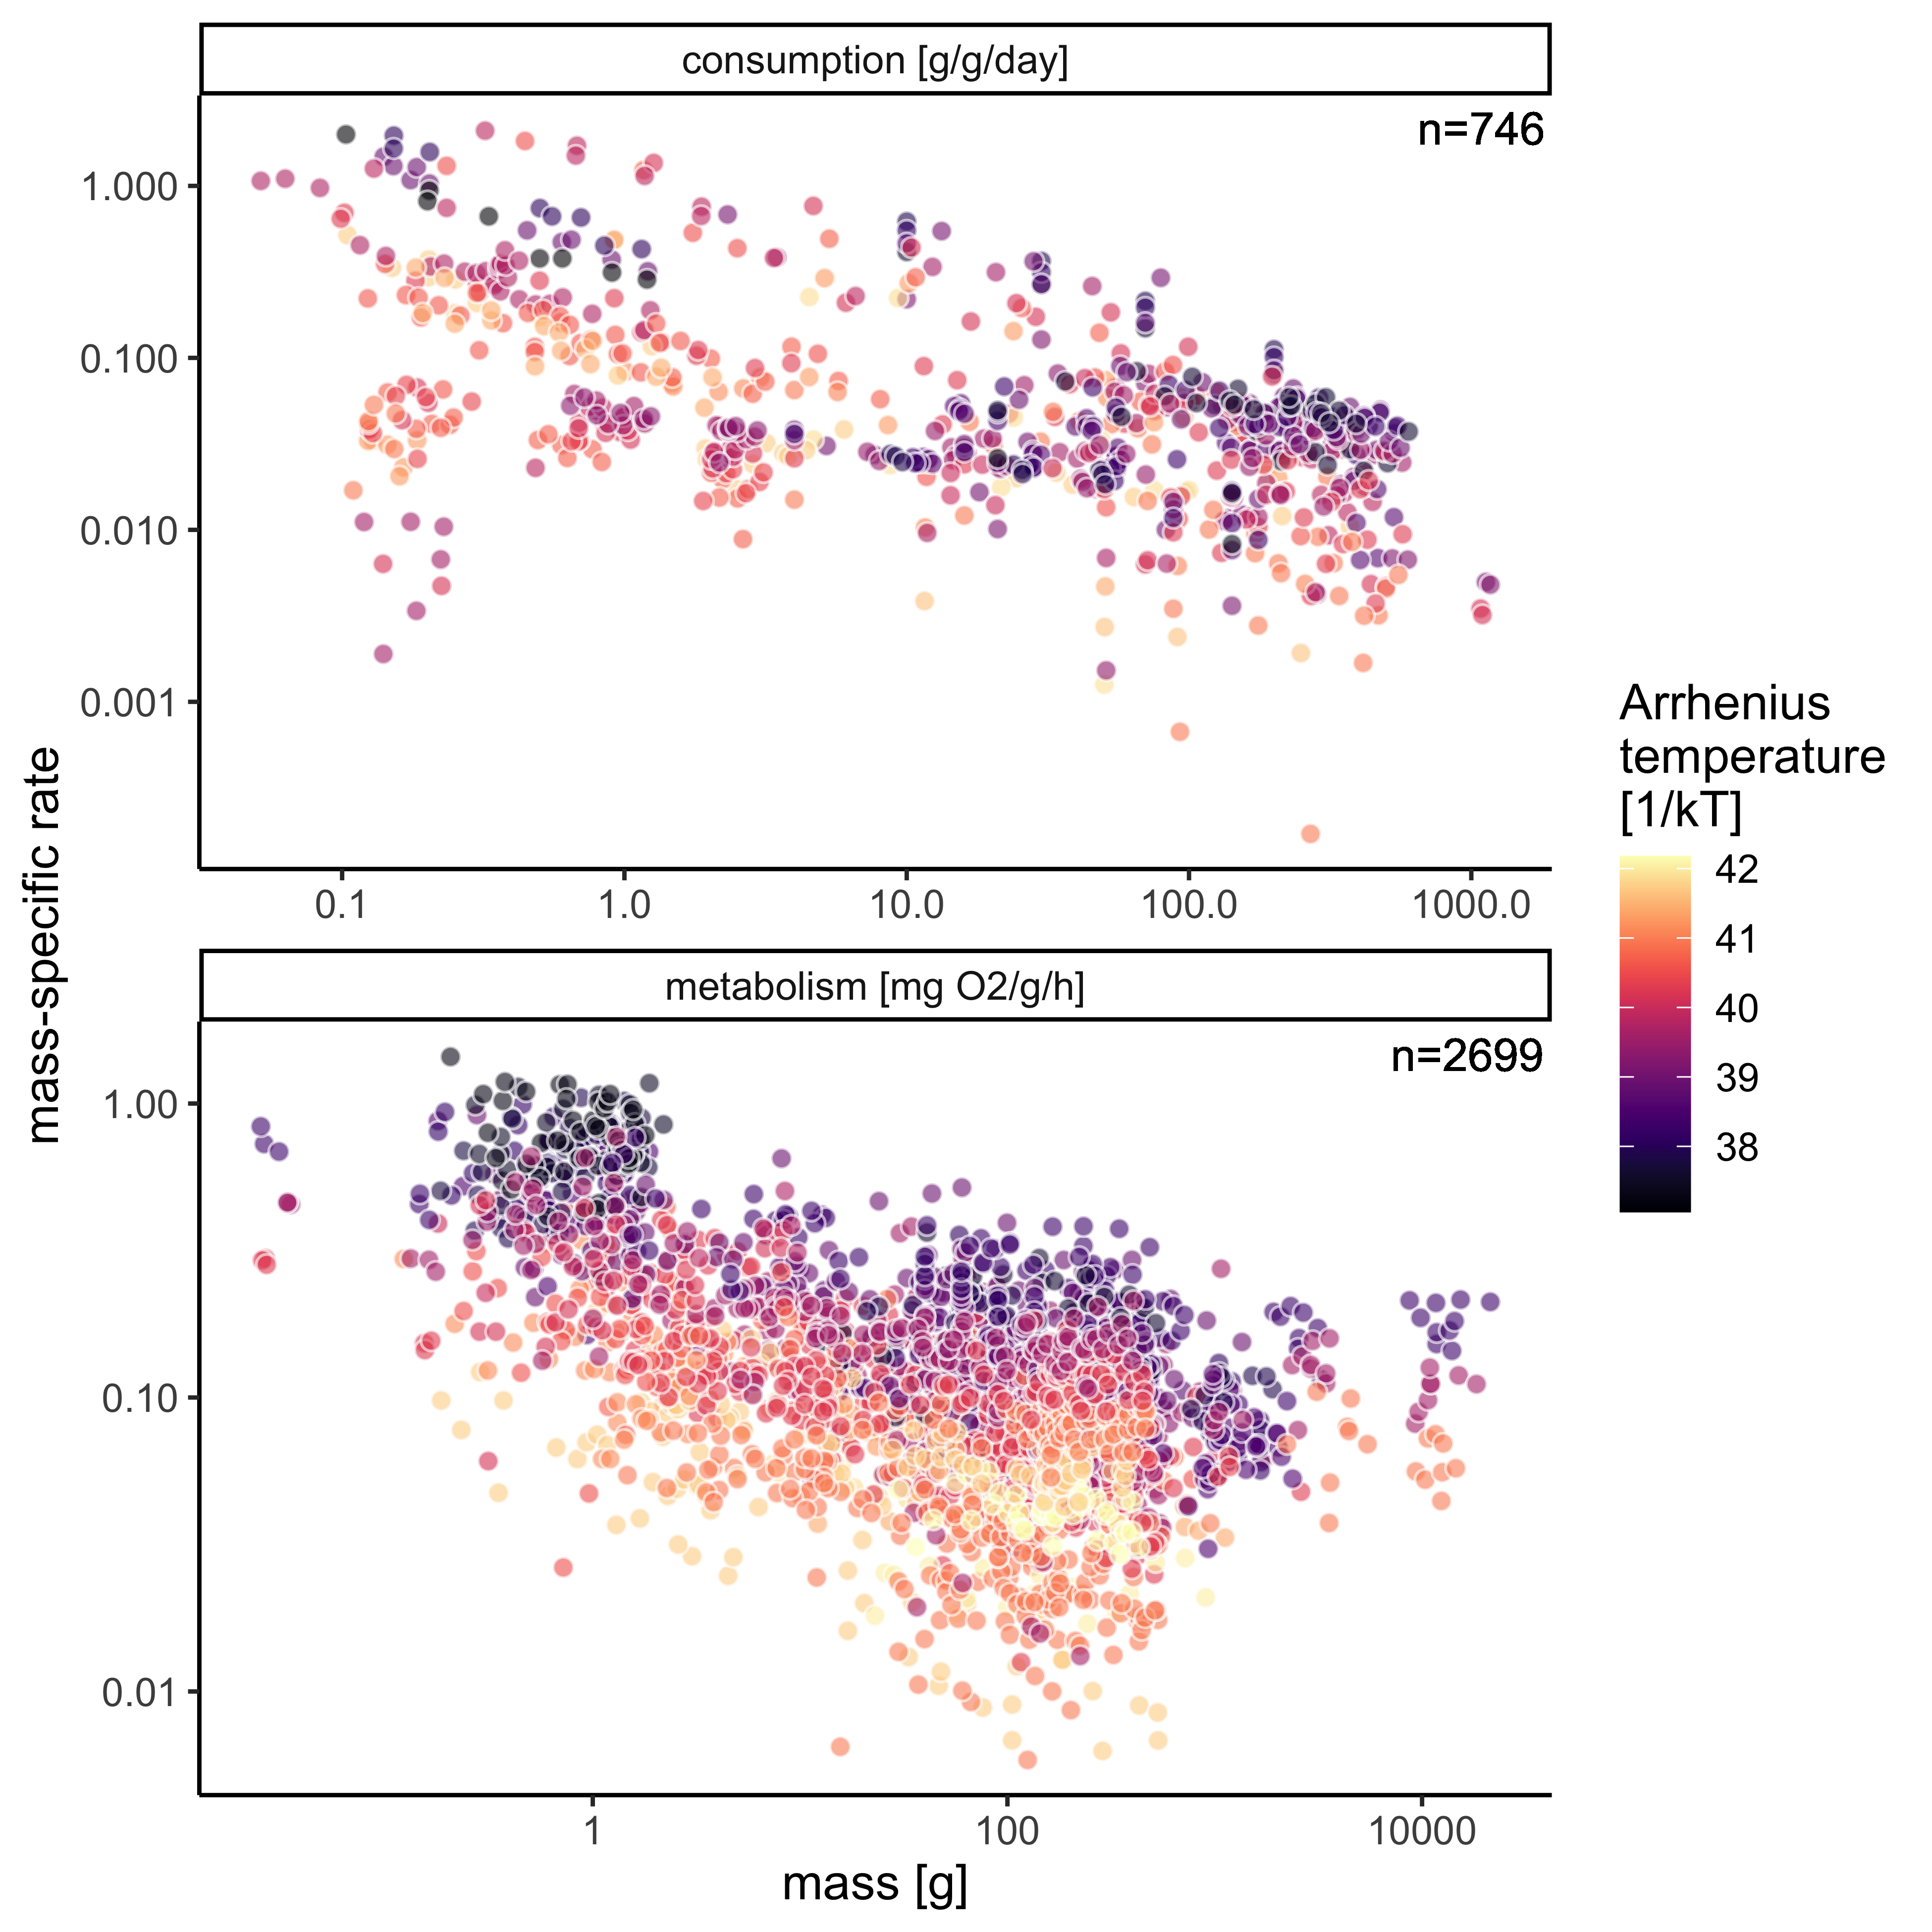 consumption [g/g/day]
n=746
1.000
0.100
0.010
0.001
0.1
1.0
10.0
100.0
1000.0
mass-specific rate
metabolism [mg O2/g/h]
n=2699
1.00
0.10
0.01
1
100
10000
mass [g]
Arrhenius
temperature
[1/kT]
42
41
40
39
38